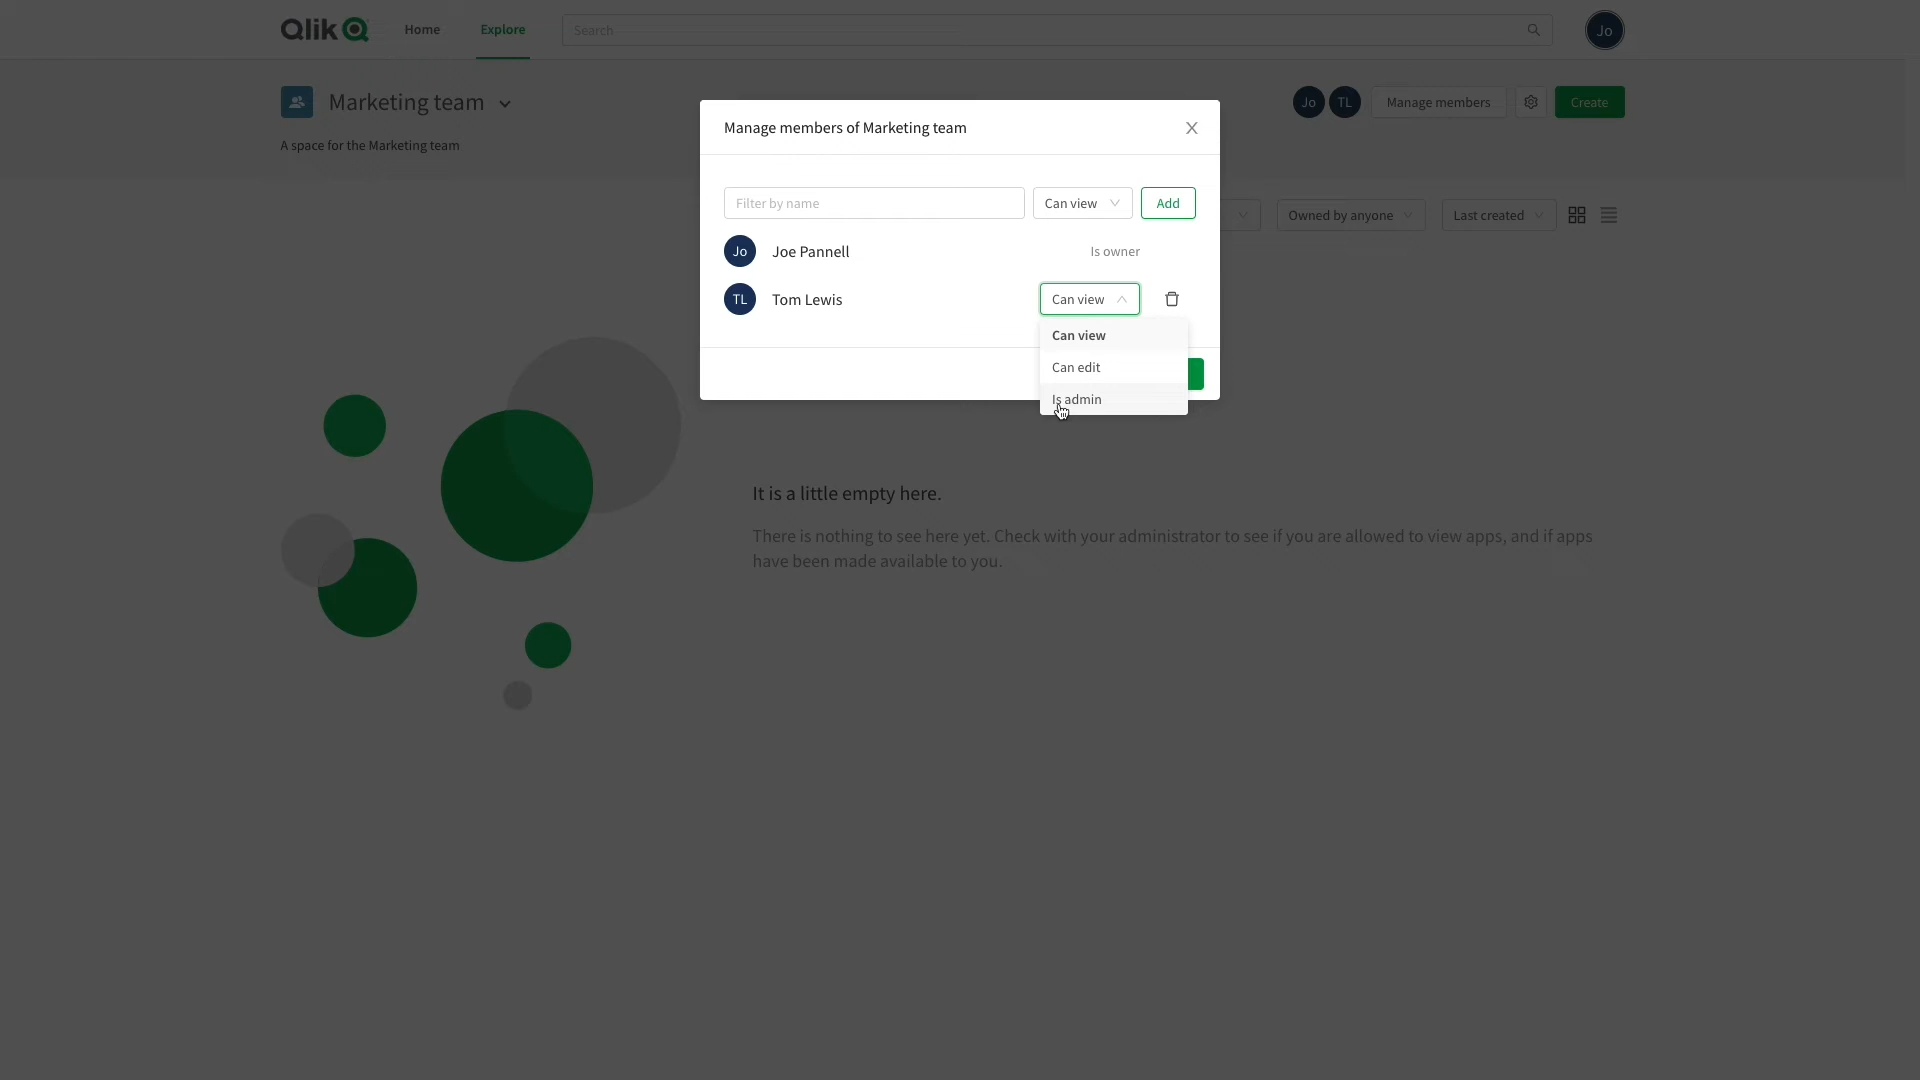 Qlik
Home
Explore
Search
Jo
Marketing team
Jo
TL
Manage members
Create
A space for the Marketing team
Manage members of Marketing team
Filter by name
Can view
Add
Owned by anyone
Last created
Jo
Joe Pannell
Is owner
TL
Tom Lewis
Can view
Can view
Can edit
Is admin
It is a little empty here.
There is nothing to see here yet. Check with your administrator to see if you are allowed to view apps, and if apps
have been made available to you.